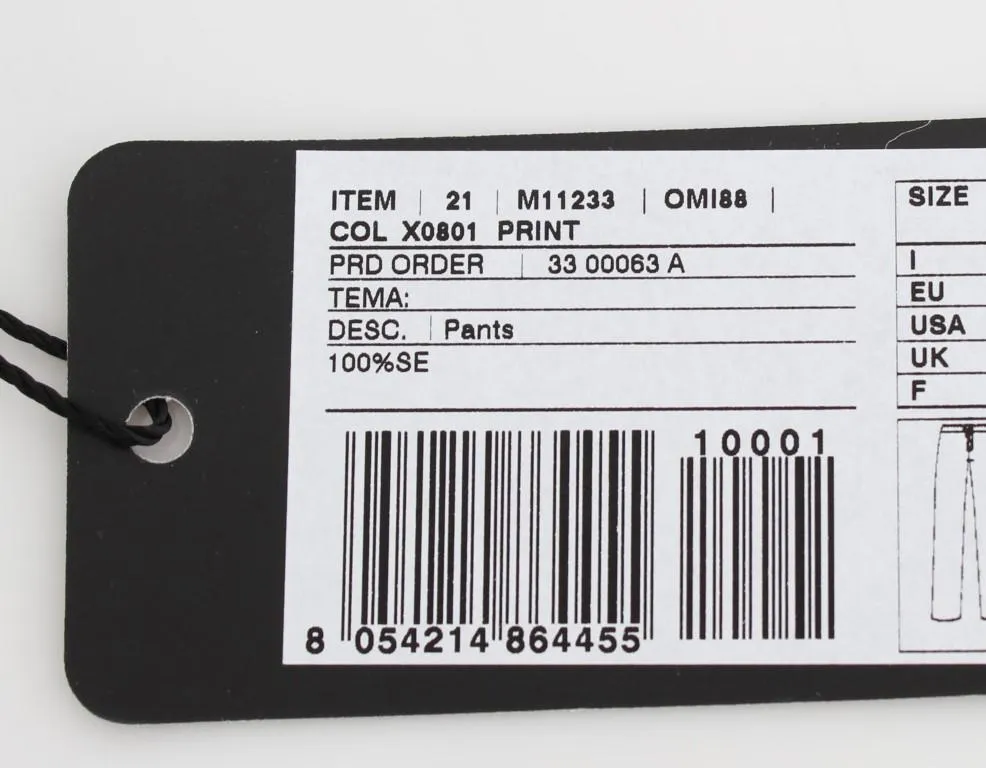 ITEM | 21 | M11233 | OMI88 |
COL X0801 PRINT
PRD ORDER | 33 00063 A
TEMA:
DESC. | Pants
100%SE
10001
8 054214 864455
SIZE
I
EU
USA
UK
F